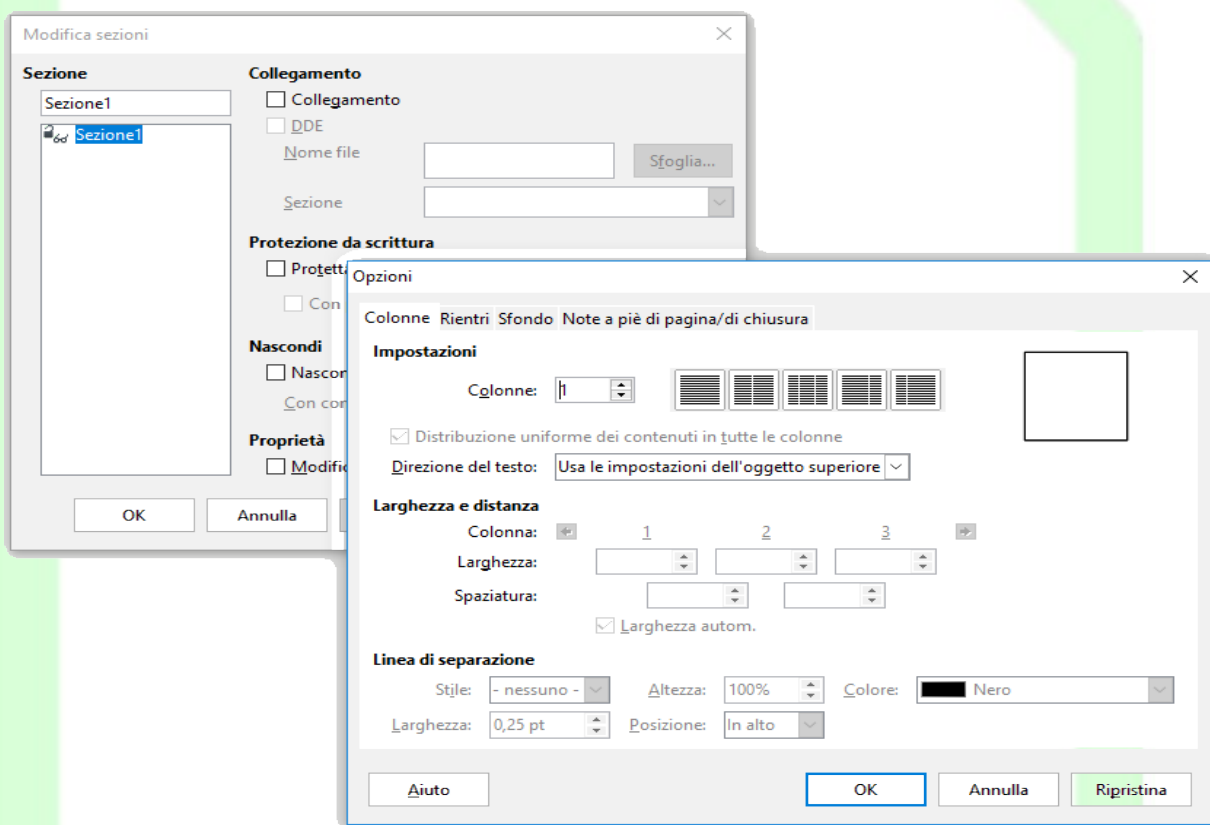 Modifica sezioni
Sezione
Sezione1
Sezione1
Collegamento
Collegamento
DDE
Nome file
Sfoglia...
Sezione
Protezione da scrittura
Protett
Con
Nascondi
Nascon
Con con
Proprietà
Modific
OK Annulla
Opzioni
Colonne Rientri Sfondo Note a piè di pagina/di chiusura
Impostazioni
Colonne: 1
Distribuzione uniforme dei contenuti in tutte le colonne
Direzione del testo: Usa le impostazioni dell'oggetto superiore
Larghezza e distanza
Colonna: 1 2 3
Larghezza:
Spaziatura:
Larghezza autom.
Linea di separazione
Stile: - nessuno - Altezza: 100% Colore: Nero
Larghezza: 0,25 pt Posizione: In alto
Aiuto OK Annulla Ripristina